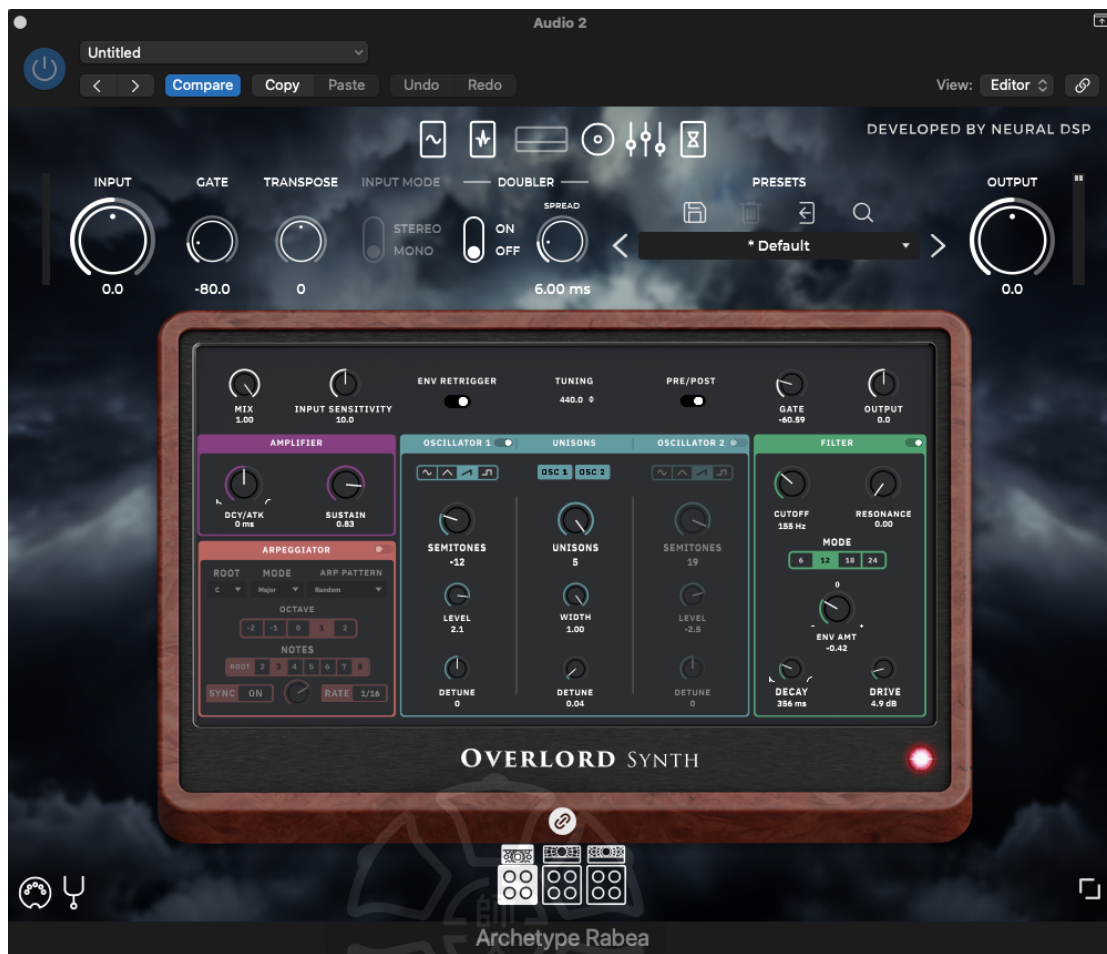 Audio 2
Untitled
Compare Copy Paste Undo Redo View: Editor
DEVELOPED BY NEURAL DSP
INPUT GATE TRANSPOSE INPUT MODE DOUBLER PRESETS OUTPUT
SPREAD
STEREO ON
MONO OFF
* Default
0.0 -80.0 0 6.00 ms 0.0
ENV RETRIGGER TUNING PRE/POST
440.0
MIX INPUT SENSITIVITY GATE OUTPUT
1.00 10.0 -60.59 0.0
AMPLIFIER OSCILLATOR 1 UNISONS OSCILLATOR 2 FILTER
OSC 1 OSC 2
DCY/ATK SUSTAIN CUTOFF RESONANCE
0 ms 0.83 155 Hz 0.00
SEMITONES UNISONS SEMITONES MODE
-12 5 19 6 12 18 24
ARPEGGIATOR
ROOT MODE ARP PATTERN
C Major Random
0
OCTAVE
-2 -1 0 1 2
LEVEL WIDTH LEVEL - +
2.1 1.00 -2.5 ENV AMT
-0.42
NOTES
ROOT 2 3 4 5 6 7 8
SYNC ON RATE 1/16
DETUNE DETUNE DETUNE DECAY DRIVE
0 0.04 0 356 ms 4.9 dB
OVERLORD SYNTH
師
Archetype Rabea